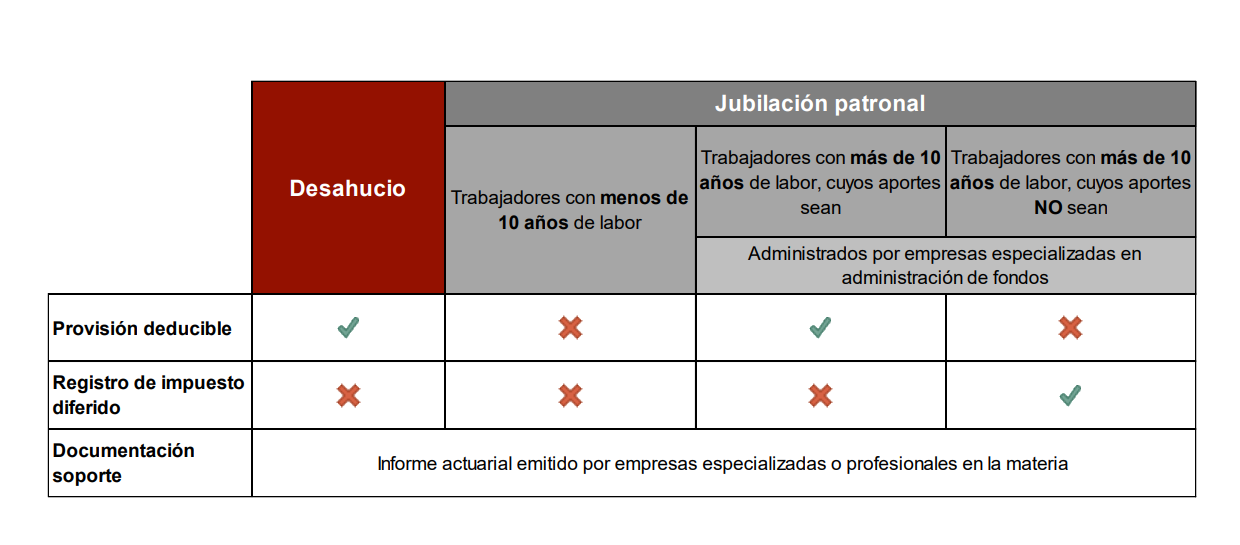 Jubilación patronal
Desahucio
Trabajadores con menos de
10 años de labor
Trabajadores con más de 10
años de labor, cuyos aportes
sean
Trabajadores con más de 10
años de labor, cuyos aportes
NO sean
Administrados por empresas especializadas en
administración de fondos
Provisión deducible
Registro de impuesto
diferido
Documentación
soporte
Informe actuarial emitido por empresas especializadas o profesionales en la materia